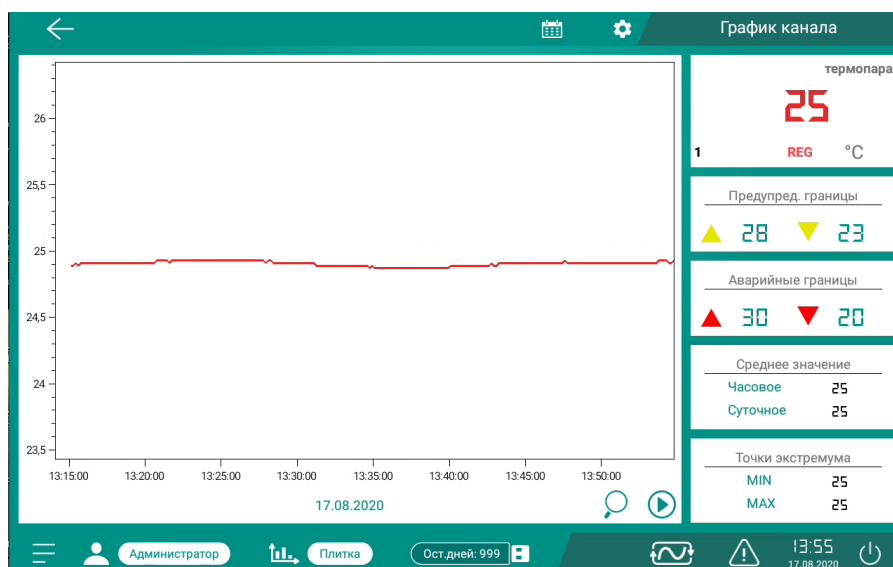 График канала
термопара
25
1 REG °C
Предупред. границы
28 23
Аварийные границы
30 20
Среднее значение
Часовое 25
Суточное 25
Точки экстремума
MIN 25
MAX 25
26
25,5
25
24,5
24
23,5
13:15:00 13:20:00 13:25:00 13:30:00 13:35:00 13:40:00 13:45:00 13:50:00
17.08.2020
Администратор Плитка Ост.дней: 999 13:55
17.08.2020